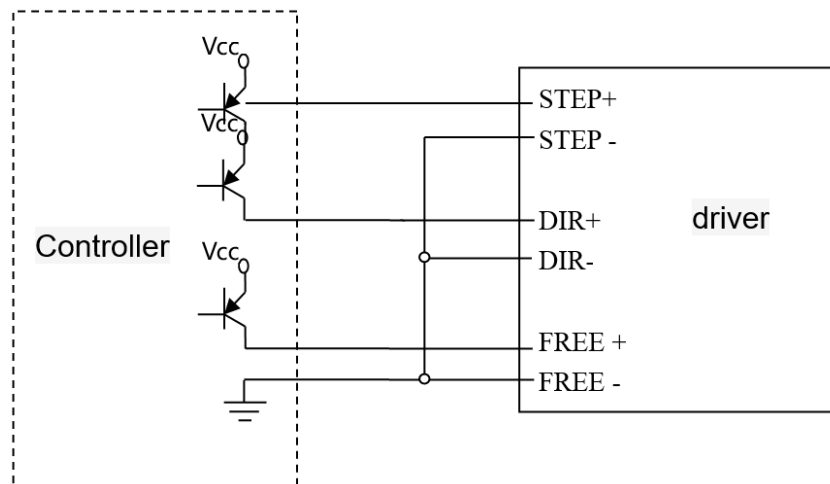 Vcc
STEP+
Vcc
STEP -
DIR+
driver
Controller
Vcc
DIR-
FREE +
FREE -